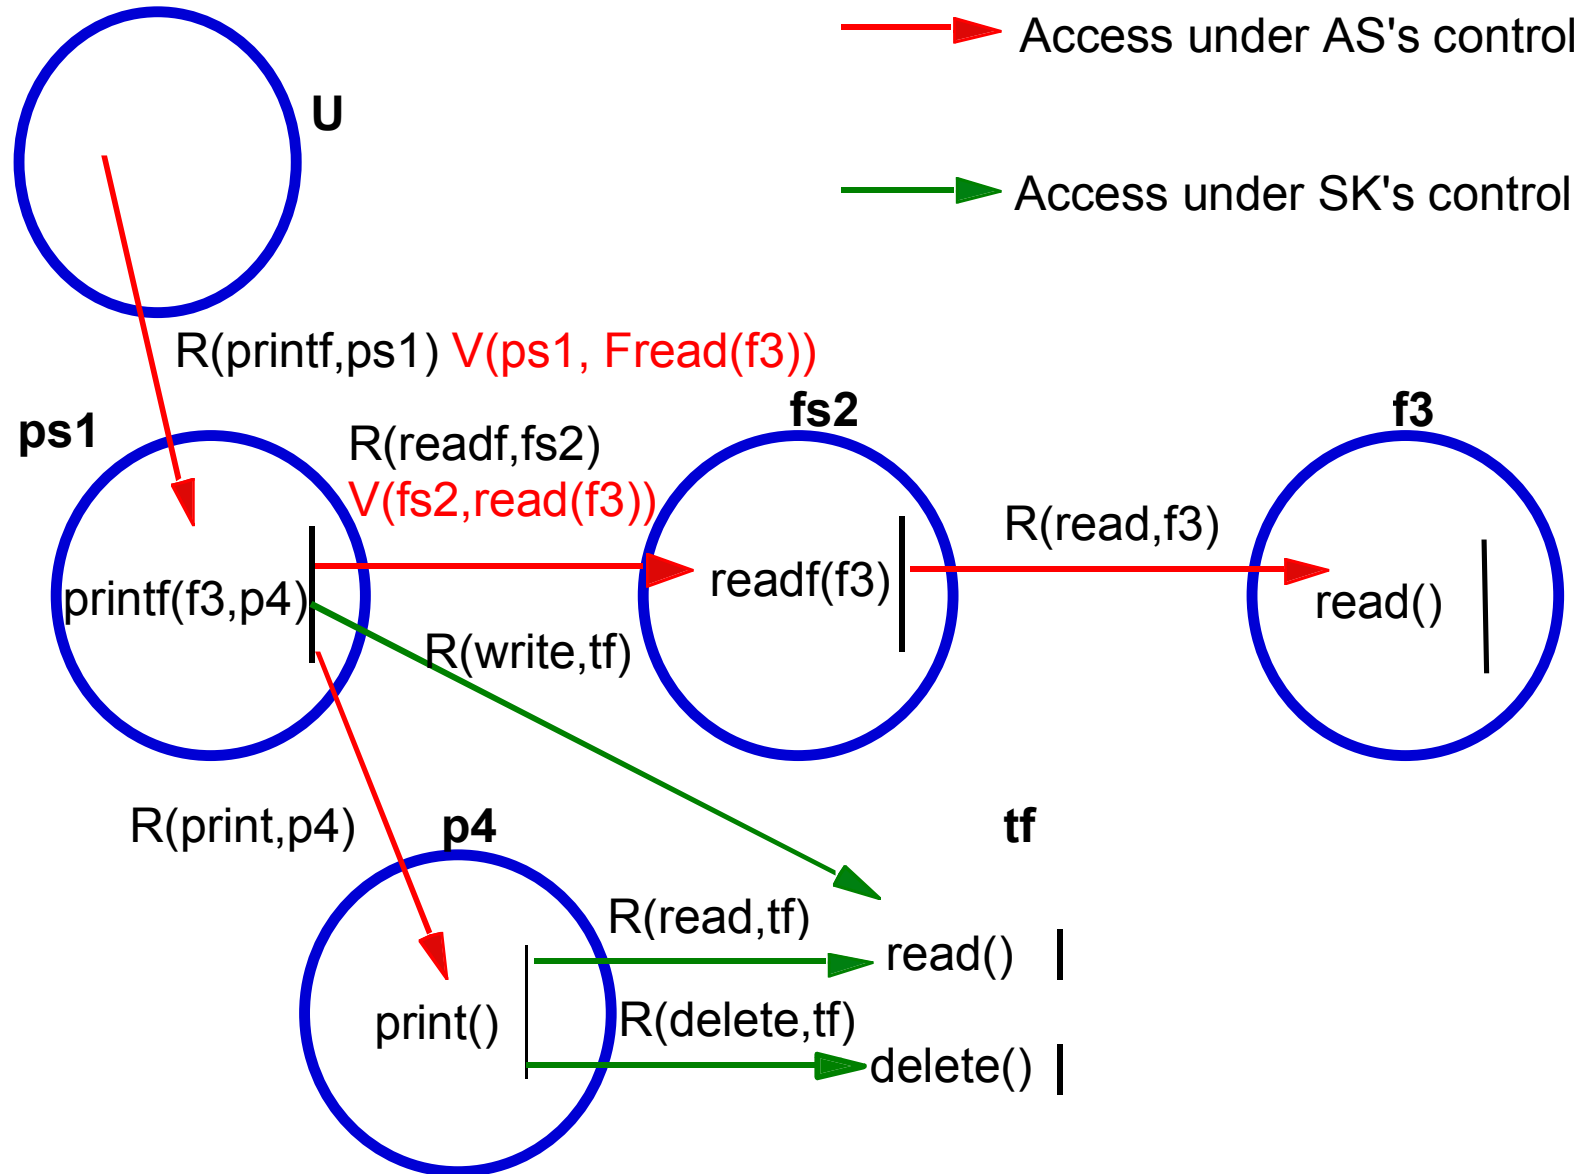 Access under AS's control
U
Access under SK's control
R(printf,ps1) V(ps1, Fread(f3))
ps1
fs2
f3
R(readf,fs2)
V(fs2,read(f3))
R(read,f3)
printf(f3,p4)
readf(f3)
read()
R(write,tf)
R(print,p4)
p4
tf
R(read,tf)
read()
print()
R(delete,tf)
delete()